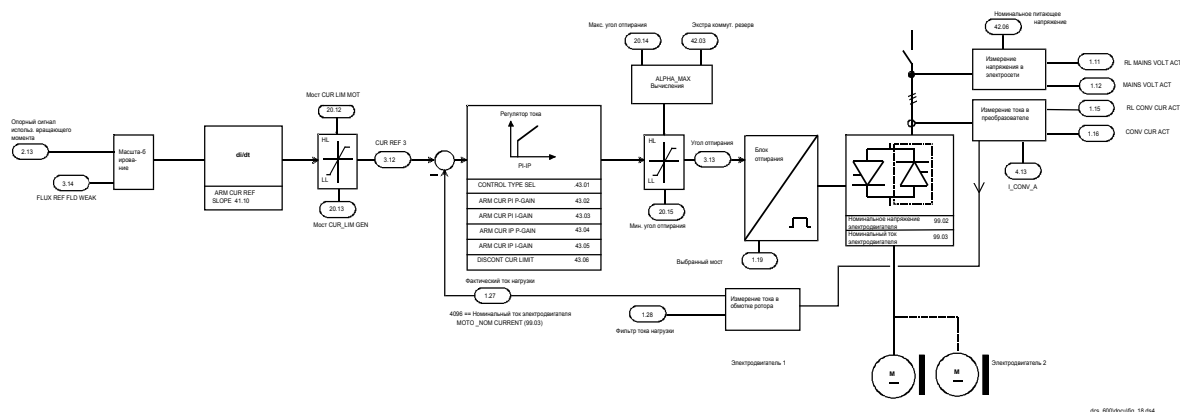 Номинальное питающее
напряжение
42.06
Макс. угол отпирания
Экстра коммут. резерв
20.14
42.03
Измерение
напряжения в
электросети
1.11
RL MAINS VOLT ACT
1.12
MAINS VOLT ACT
ALPHA_MAX
Вычисления
Мост CUR LIM MOT
20.12
Измерение тока в
преобразователе
1.15
RL CONV CUR ACT
1.16
CONV CUR ACT
4.13
I_CONV_A
Опорный сигнал
использ. вращающего
момента
2.13
3.14
FLUX REF FLD WEAK
Масшта-б
ирова-
ние
di/dt
ARM CUR REF
SLOPE 41.10
HL
LL
20.13
Мост CUR_LIM GEN
CUR REF 3
3.12
Регулятор тока
PI-IP
CONTROL TYPE SEL 43.01
ARM CUR PI P-GAIN 43.02
ARM CUR PI I-GAIN 43.03
ARM CUR IP P-GAIN 43.04
ARM CUR IP I-GAIN 43.05
DISCONT CUR LIMIT 43.06
HL
LL
20.15
Мин. угол отпирания
Угол отпирания
3.13
Блок
отпирания
1.19
Выбранный мост
Номинальное напряжение
электродвигателя
99.02
Номинальный ток
электродвигателя
99.03
Фактический ток нагрузки
1.27
4096 == Номинальный ток электродвигателя
MOTO _NOM CURRENT (99.03)
Измерение тока в
обмотке ротора
1.28
Фильтр тока нагрузки
Электродвигатель 1
M
M
Электродвигатель 2
dcs_600\docu\fig_18.ds4